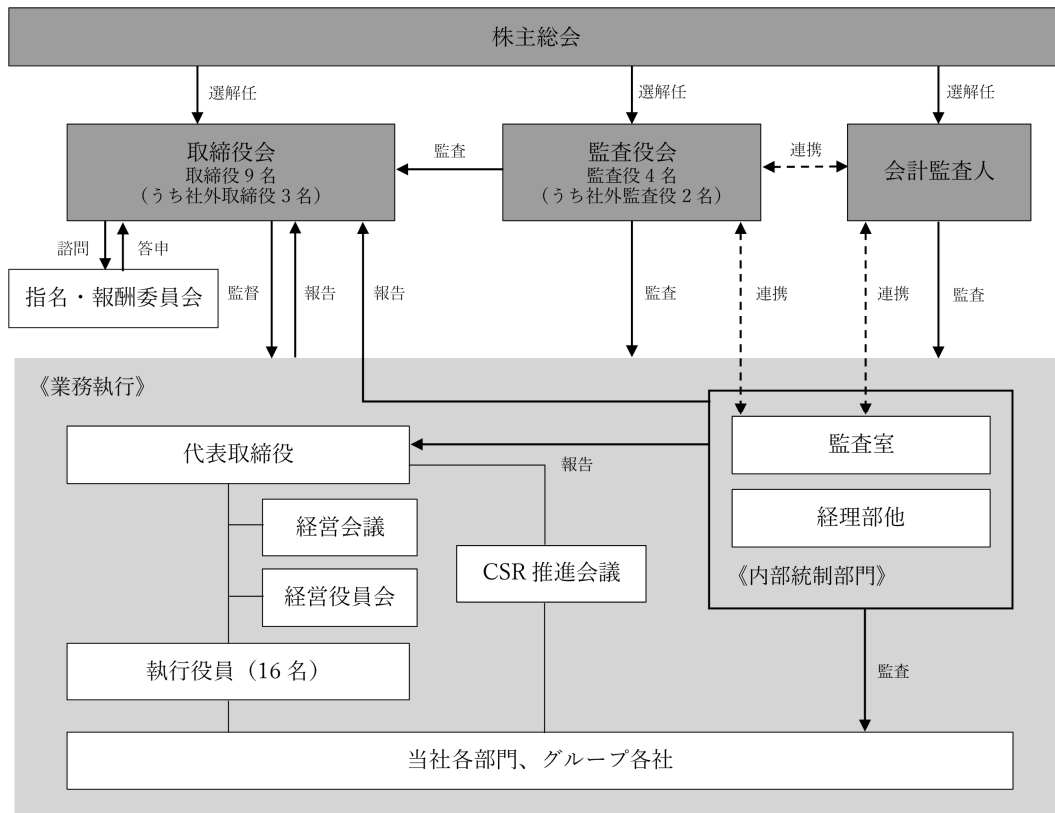 株主総会
選解任
選解任
選解任
取締役会
取締役9名
(うち社外取締役3名)
監査
監査役会
監査役4名
(うち社外監査役2名)
連携
会計監査人
諮問
答申
指名・報酬委員会
監督
報告
報告
監査
連携
連携
監査
《業務執行》
代表取締役
報告
監査室
経理部他
《内部統制部門》
経営会議
経営役員会
CSR推進会議
執行役員(16名)
監査
当社各部門、グループ各社